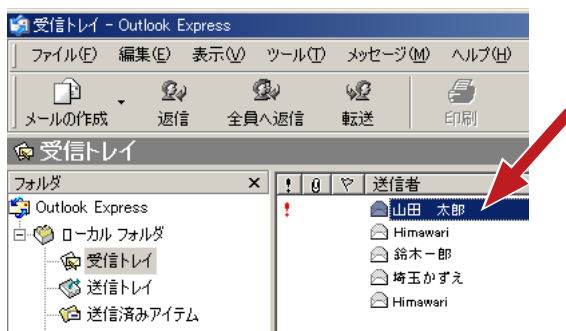 受信トレイ - Outlook Express
ファイル(F) 編集(E) 表示(V) ツール(T) メッセージ(M) ヘルプ(H)
メールの作成 返信 全員へ返信 転送 印刷
受信トレイ
フォルダ × ! 送信者
Outlook Express
! 山田 太郎
ローカル フォルダ
Himawari
受信トレイ
鈴木一郎
送信トレイ
埼玉かずえ
送信済みアイテム
Himawari